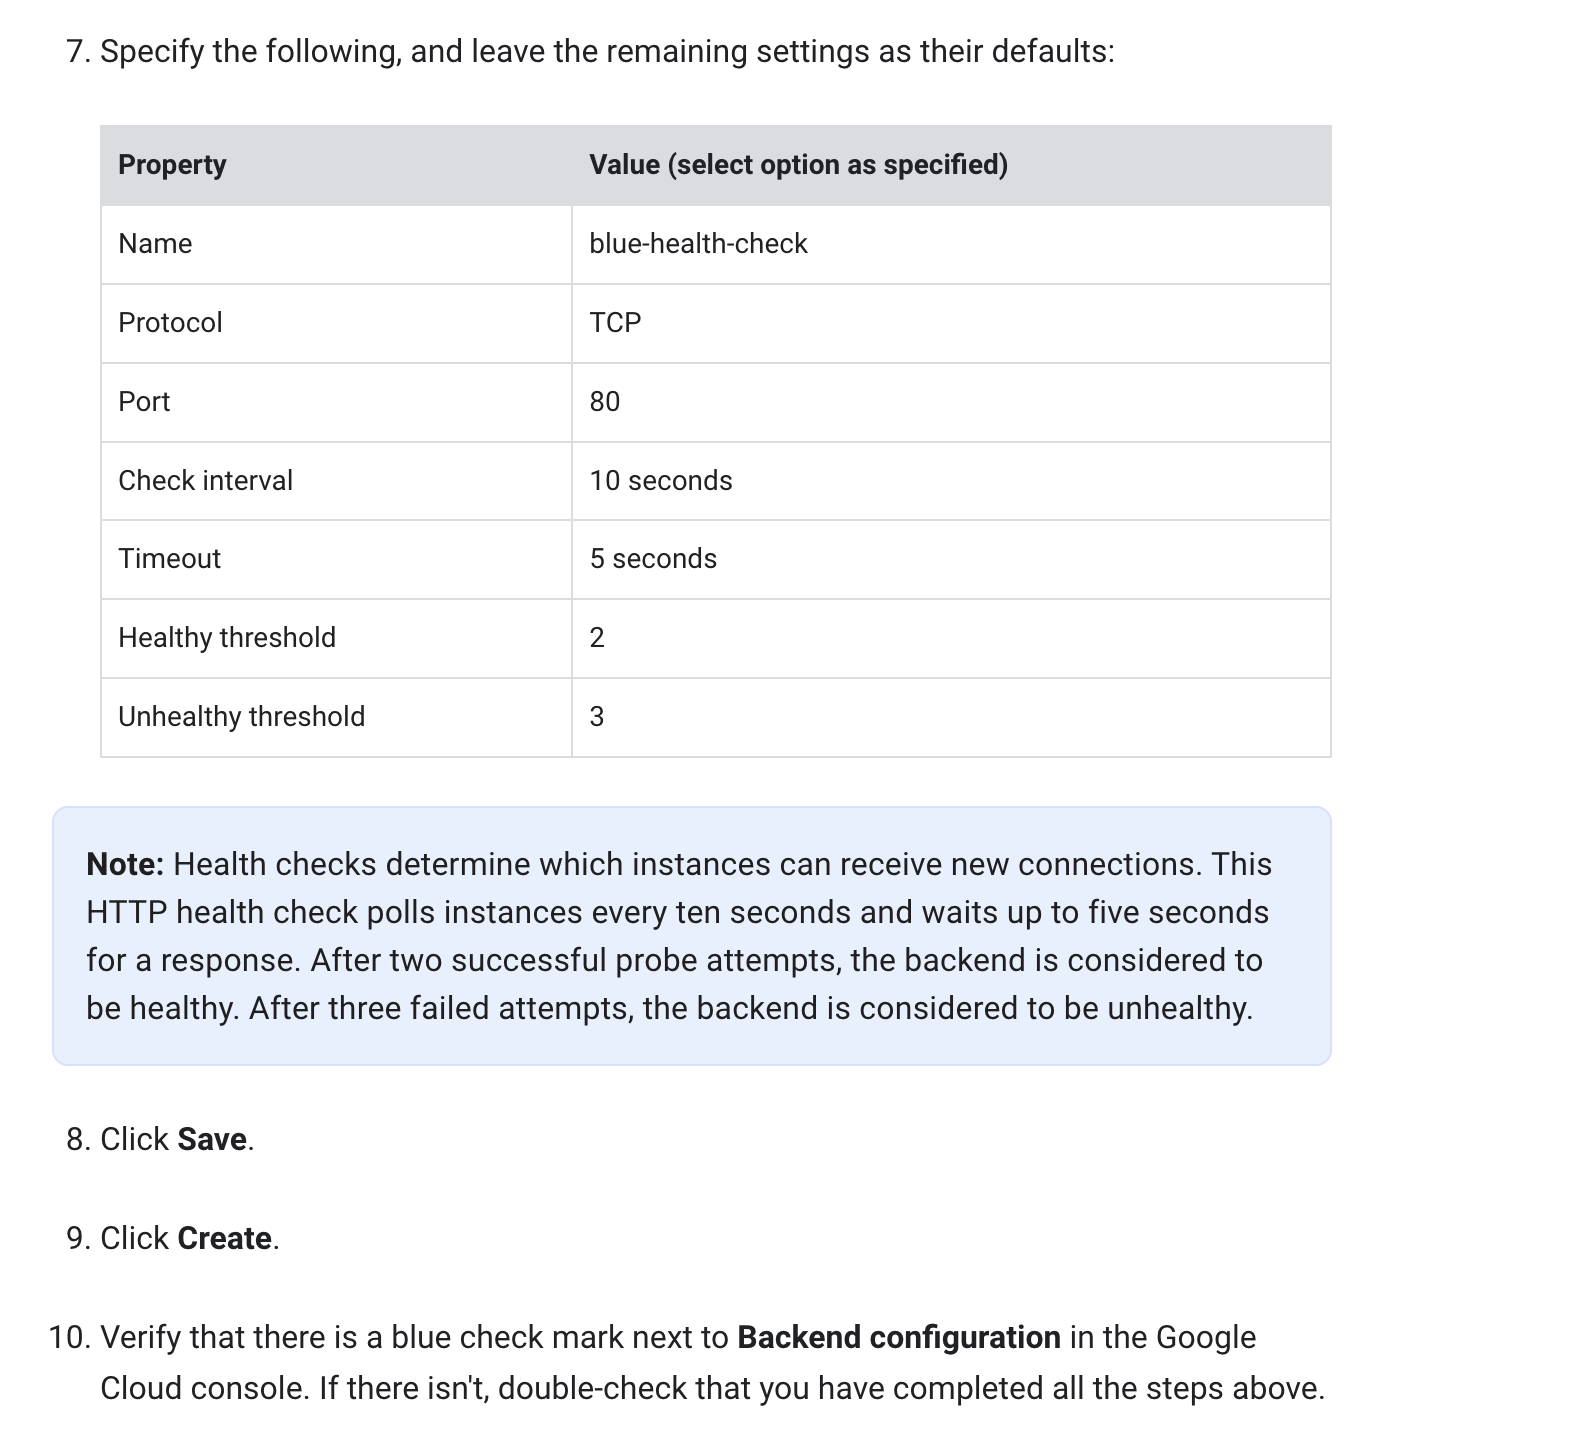 7. Specify the following, and leave the remaining settings as their defaults:
Property Value (select option as specified)
Name blue-health-check
Protocol TCP
Port 80
Check interval 10 seconds
Timeout 5 seconds
Healthy threshold 2
Unhealthy threshold 3
Note: Health checks determine which instances can receive new connections. This
HTTP health check polls instances every ten seconds and waits up to five seconds
for a response. After two successful probe attempts, the backend is considered to
be healthy. After three failed attempts, the backend is considered to be unhealthy.
8. Click Save.
9. Click Create.
10. Verify that there is a blue check mark next to Backend configuration in the Google
Cloud console. If there isn't, double-check that you have completed all the steps above.